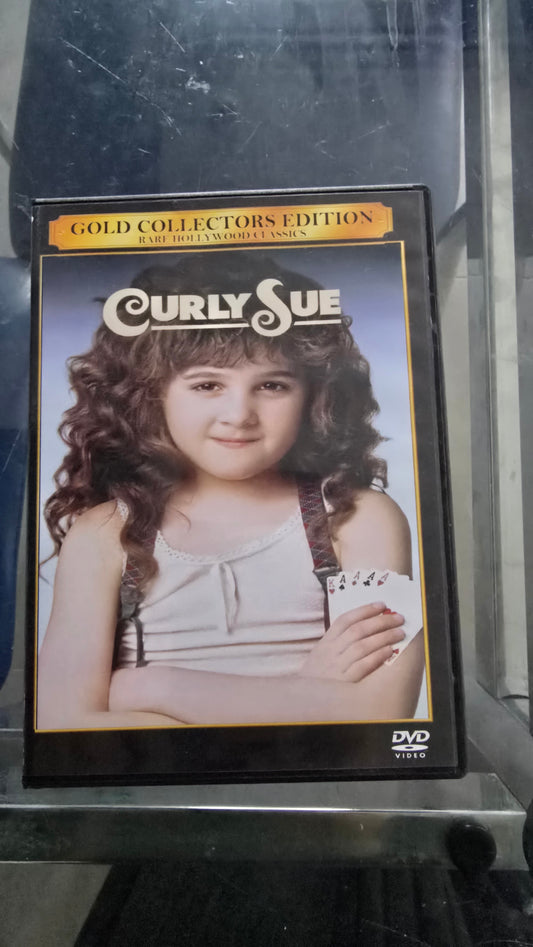 GOLD COLLECTORS EDITION
RARE HOLLYWOOD CLASSICS
CURLY SUE
K A A A A
DVD
VIDEO